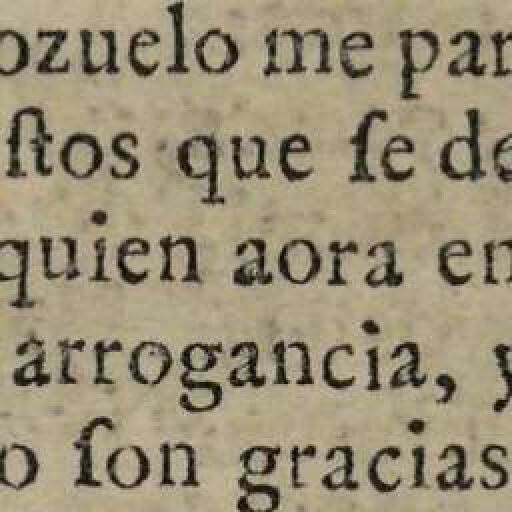 ozuelo me par
ſtos que ſe de
quien aora en
arrogancia, y
o ſon gracias